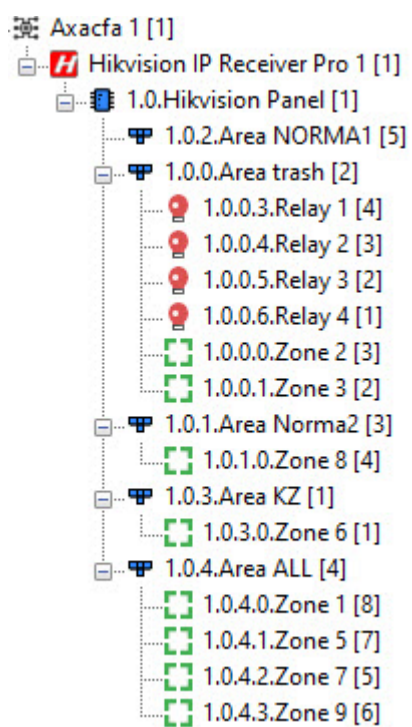 Axacfa 1 [1]
H Hikvision IP Receiver Pro 1 [1]
1.0.Hikvision Panel [1]
1.0.2.Area NORMA1 [5]
1.0.0.Area trash [2]
1.0.0.3.Relay 1 [4]
1.0.0.4.Relay 2 [3]
1.0.0.5.Relay 3 [2]
1.0.0.6.Relay 4 [1]
1.0.0.0.Zone 2 [3]
1.0.0.1.Zone 3 [2]
1.0.1.Area Norma2 [3]
1.0.1.0.Zone 8 [4]
1.0.3.Area KZ [1]
1.0.3.0.Zone 6 [1]
1.0.4.Area ALL [4]
1.0.4.0.Zone 1 [8]
1.0.4.1.Zone 5 [7]
1.0.4.2.Zone 7 [5]
1.0.4.3.Zone 9 [6]